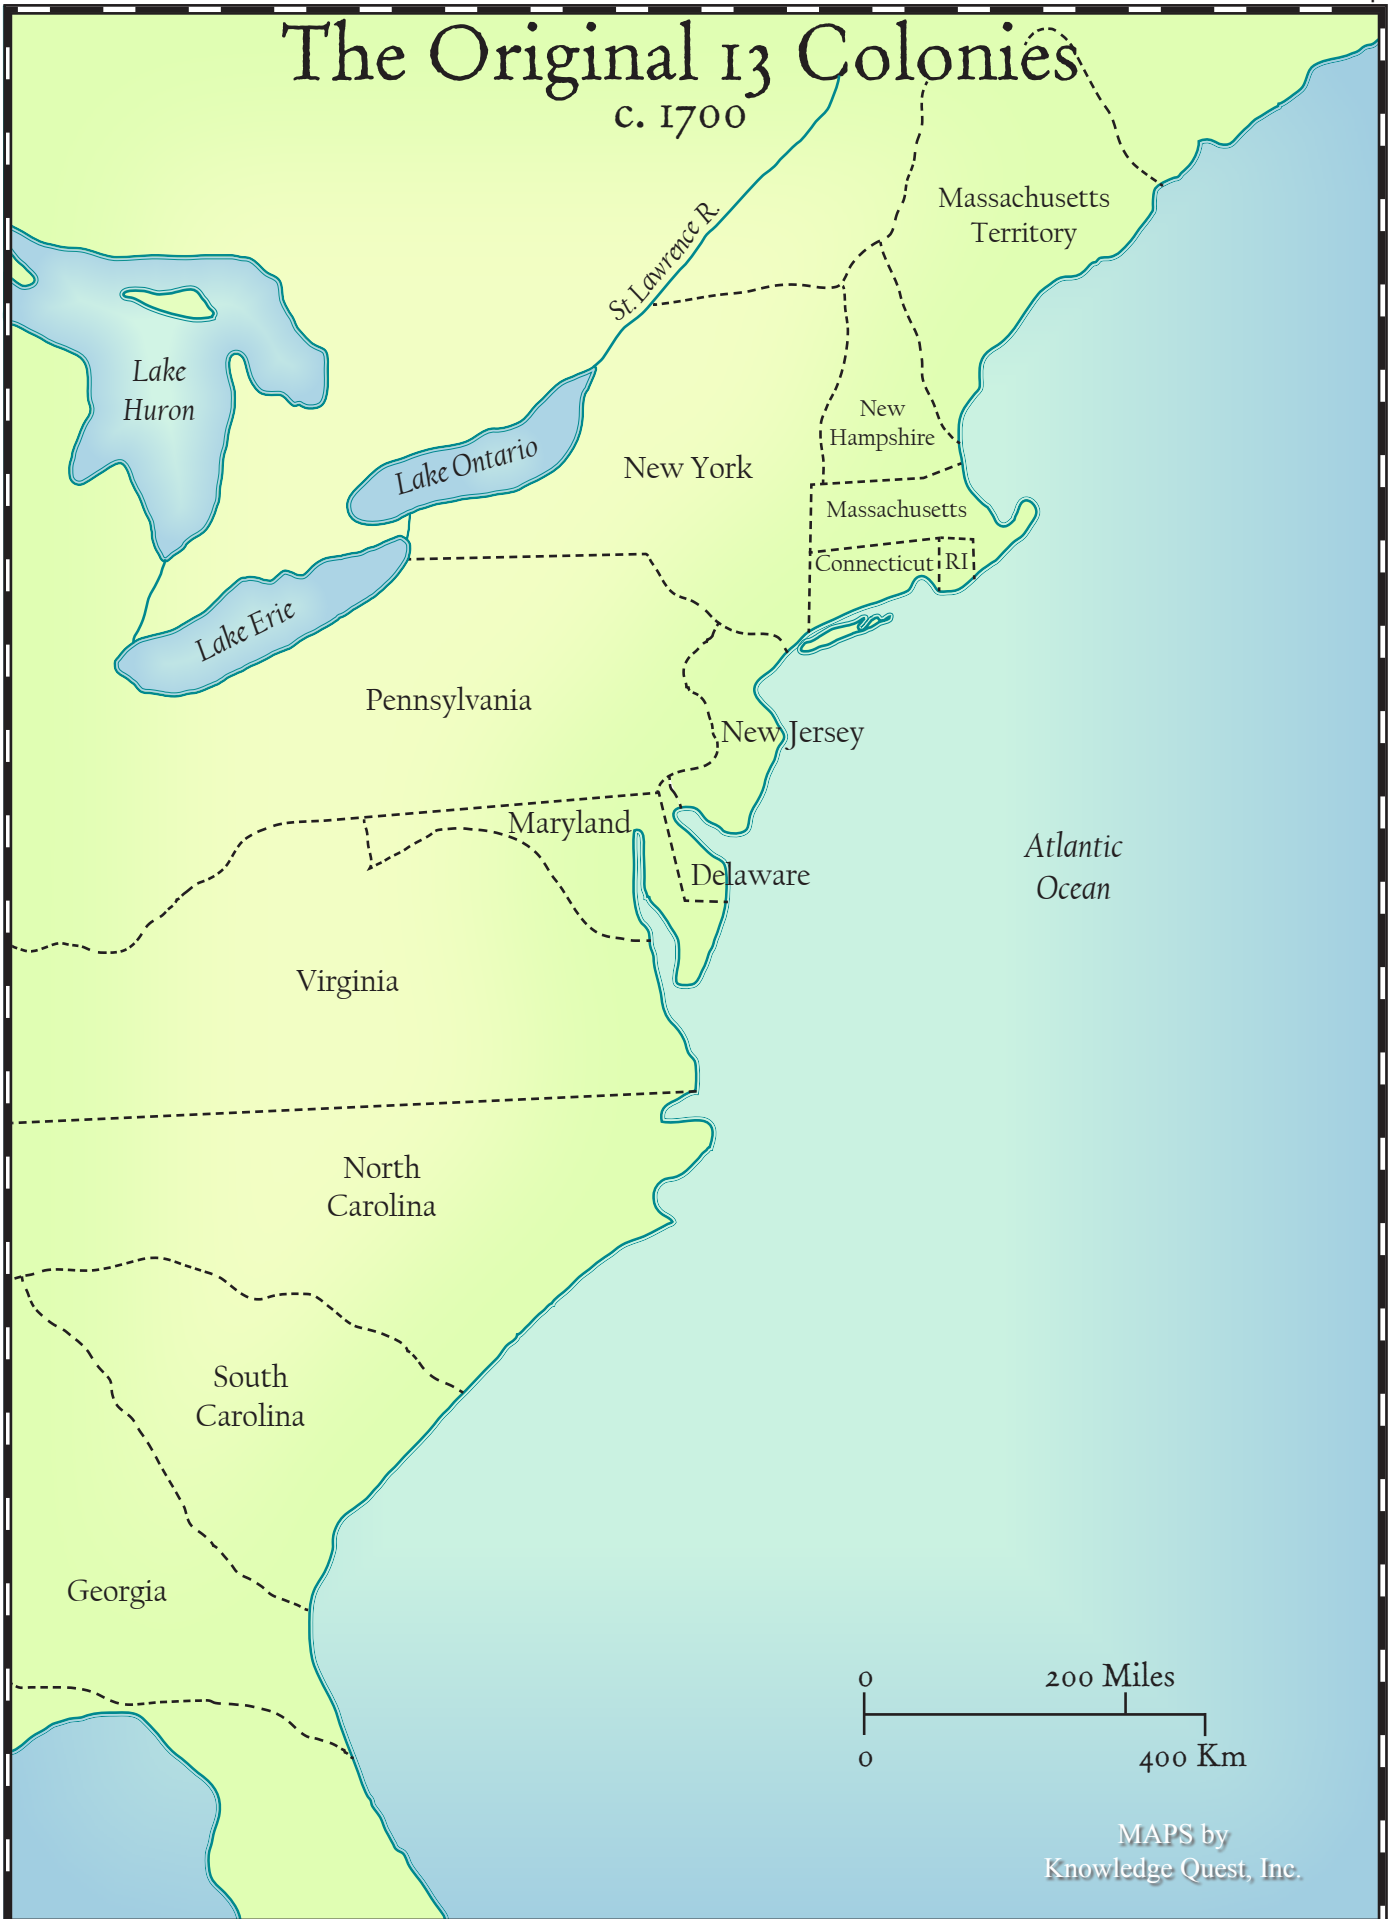 The Original 13 Colonies
c. 1700
Massachusetts
Territory
St. Lawrence R.
Lake
Huron
New
Hampshire
Lake Ontario
New York
Massachusetts
Connecticut
RI
Lake Erie
Pennsylvania
New Jersey
Maryland
Atlantic
Ocean
Delaware
Virginia
North
Carolina
South
Carolina
Georgia
0 200 Miles
0 400 Km
MAPS by
Knowledge Quest, Inc.